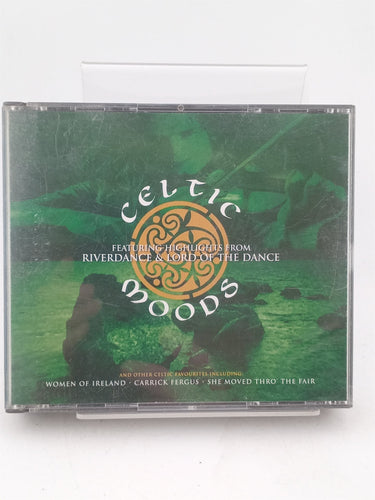 CELTIC
FEATURING HIGHLIGHTS FROM
RIVERDANCE & LORD OF THE DANCE
MOODS
AND OTHER CELTIC FAVOURITES INCLUDING:
WOMEN OF IRELAND · CARRICK FERGUS · SHE MOVED THRO' THE FAIR